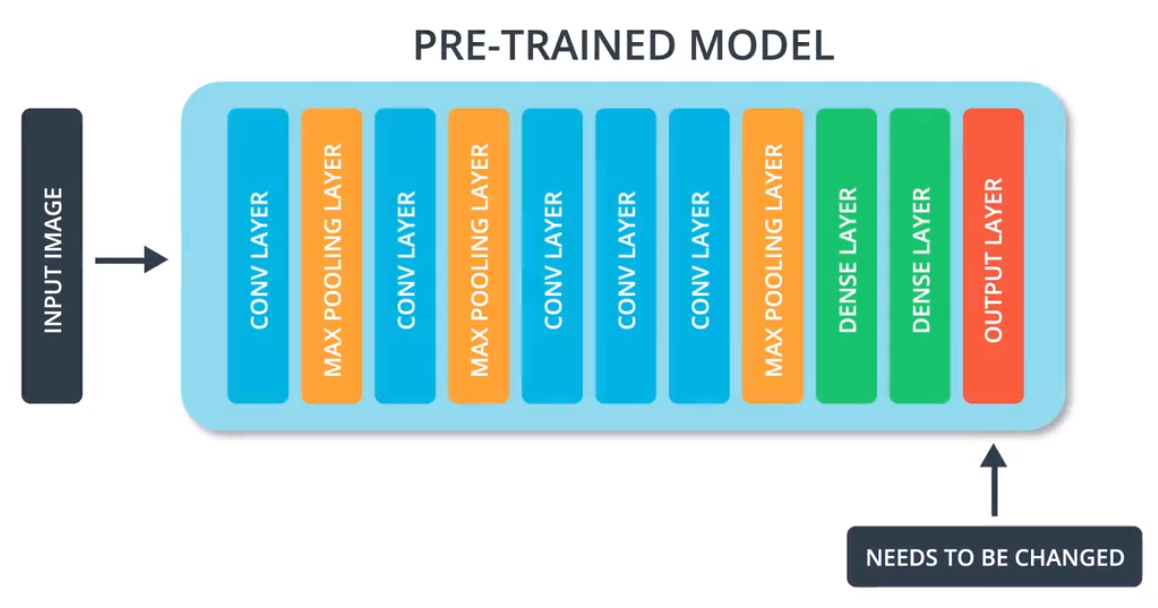 PRE-TRAINED MODEL
INPUT IMAGE
CONV LAYER
MAX POOLING LAYER
CONV LAYER
MAX POOLING LAYER
CONV LAYER
CONV LAYER
CONV LAYER
MAX POOLING LAYER
DENSE LAYER
DENSE LAYER
OUTPUT LAYER
NEEDS TO BE CHANGED